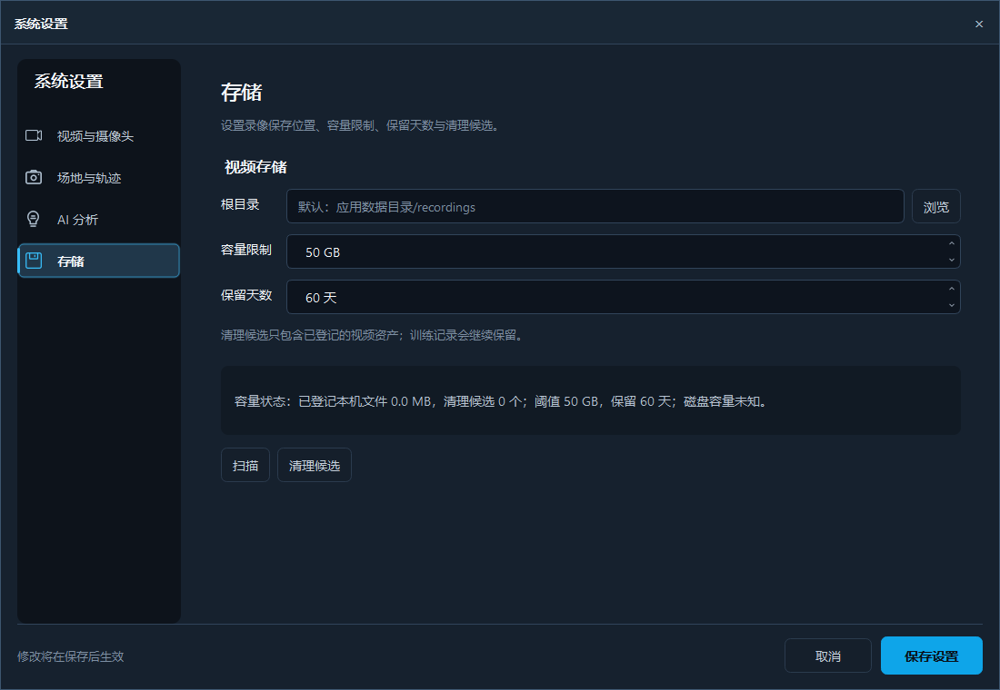 系统设置
×
系统设置
视频与摄像头
场地与轨迹
AI 分析
存储
存储
设置录像保存位置、容量限制、保留天数与清理候选。
视频存储
根目录 默认：应用数据目录/recordings 浏览
容量限制 50 GB
保留天数 60 天
清理候选只包含已登记的视频资产；训练记录会继续保留。
容量状态：已登记本机文件 0.0 MB，清理候选 0 个；阈值 50 GB，保留 60 天；磁盘容量未知。
扫描 清理候选
修改将在保存后生效 取消 保存设置